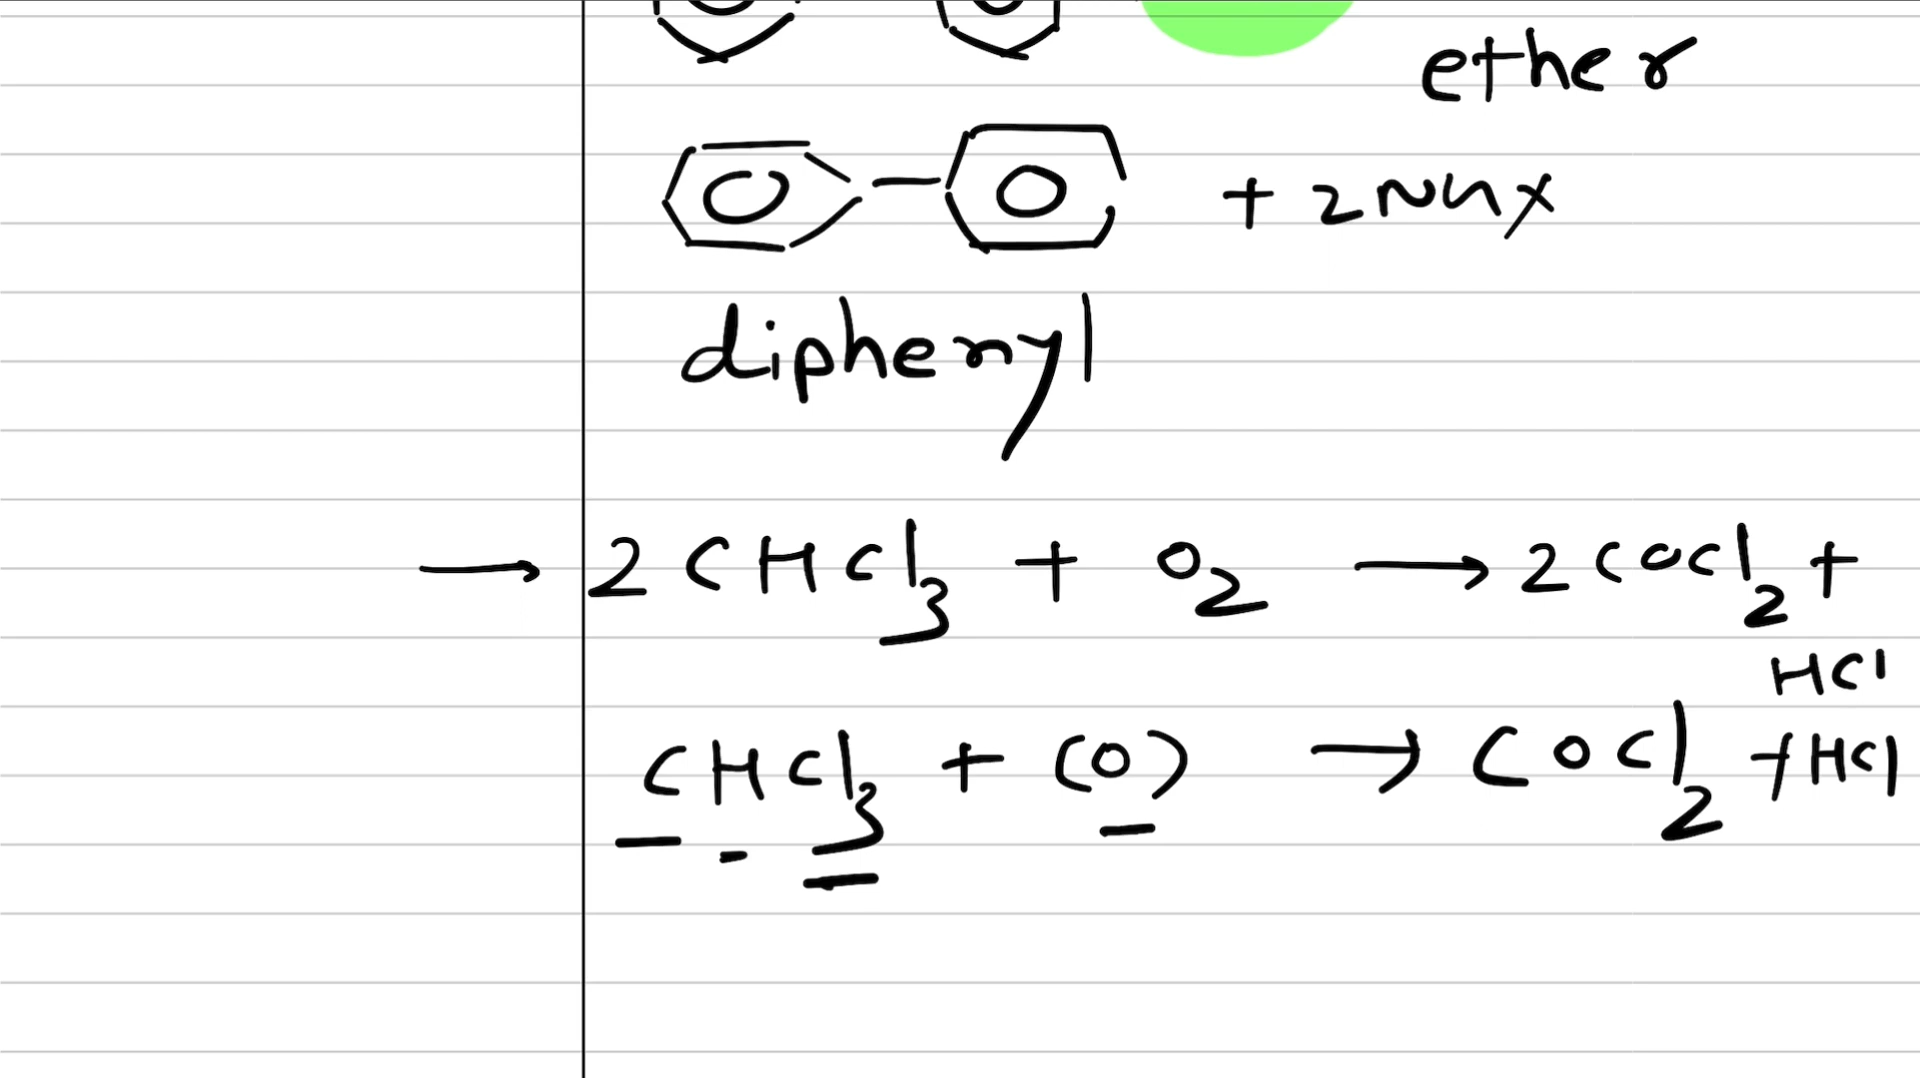 ether
+ 2NaX
diphenyl
→ 2CHCl₃ + O₂ → 2COCl₂ +
HCl
CHCl₃ + (O) → COCl₂ + HCl